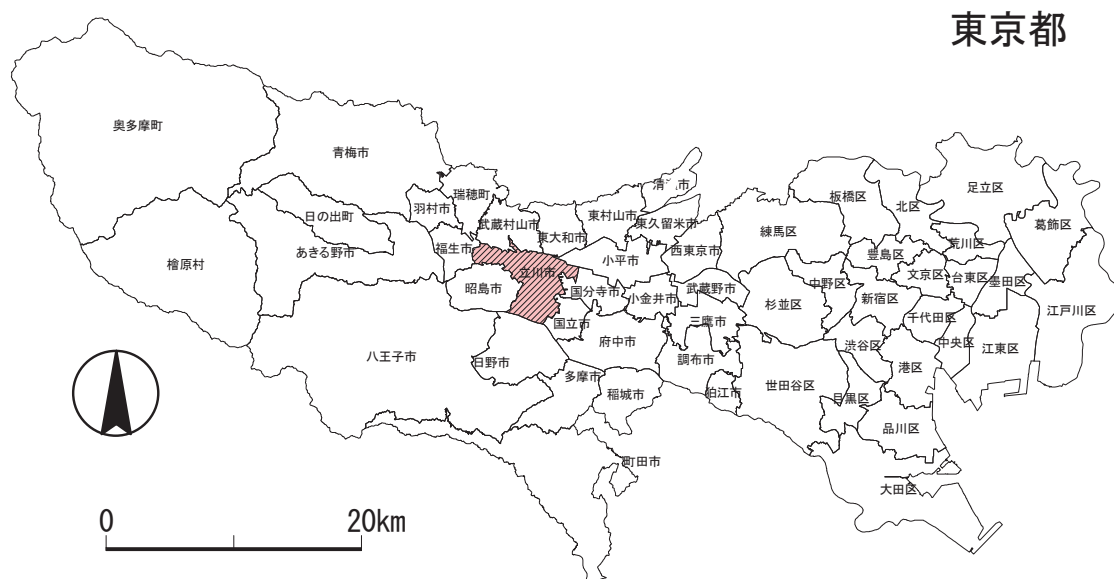 東京都
奥多摩町
青梅市
瑞穂町
羽村市
日の出町
あきる野市
檜原村
福生市
武蔵村山市
東大和市
東村山市
清瀬市
東久留米市
西東京市
小平市
立川市
昭島市
国分寺市
小金井市
武蔵野市
三鷹市
国立市
府中市
調布市
狛江市
八王子市
日野市
多摩市
稲城市
町田市
練馬区
板橋区
北区
足立区
葛飾区
荒川区
豊島区
文京区
台東区
墨田区
江戸川区
中野区
杉並区
新宿区
千代田区
中央区
江東区
渋谷区
港区
世田谷区
目黒区
品川区
大田区
0
20km